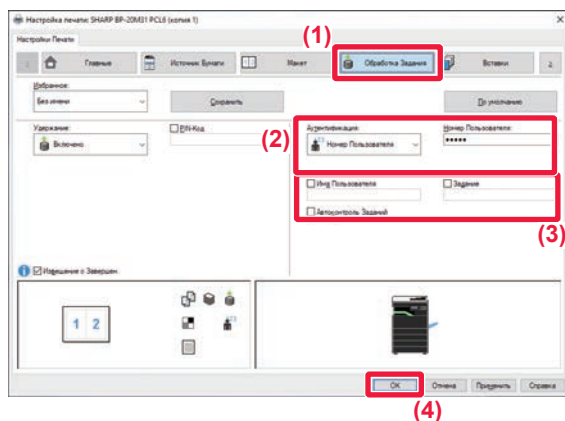 Настройка печати: SHARP BP-20M31 PCL6 (копия 1)
Настройки Печати
(1)
Главные
Источник Бумаги
Макет
Обработка Задания
Вставки
Избранное:
Без имени
Сохранить
По умолчанию
Удержание:
PIN-Код
(2)
Аутентификация:
Номер Пользователя:
Включено
Номер Пользователя
•••••
Имя Пользователя
Задание
Автоконтроль Заданий
(3)
Извещение о Завершен.
1 2
OK
Отмена
Применить
Справка
(4)